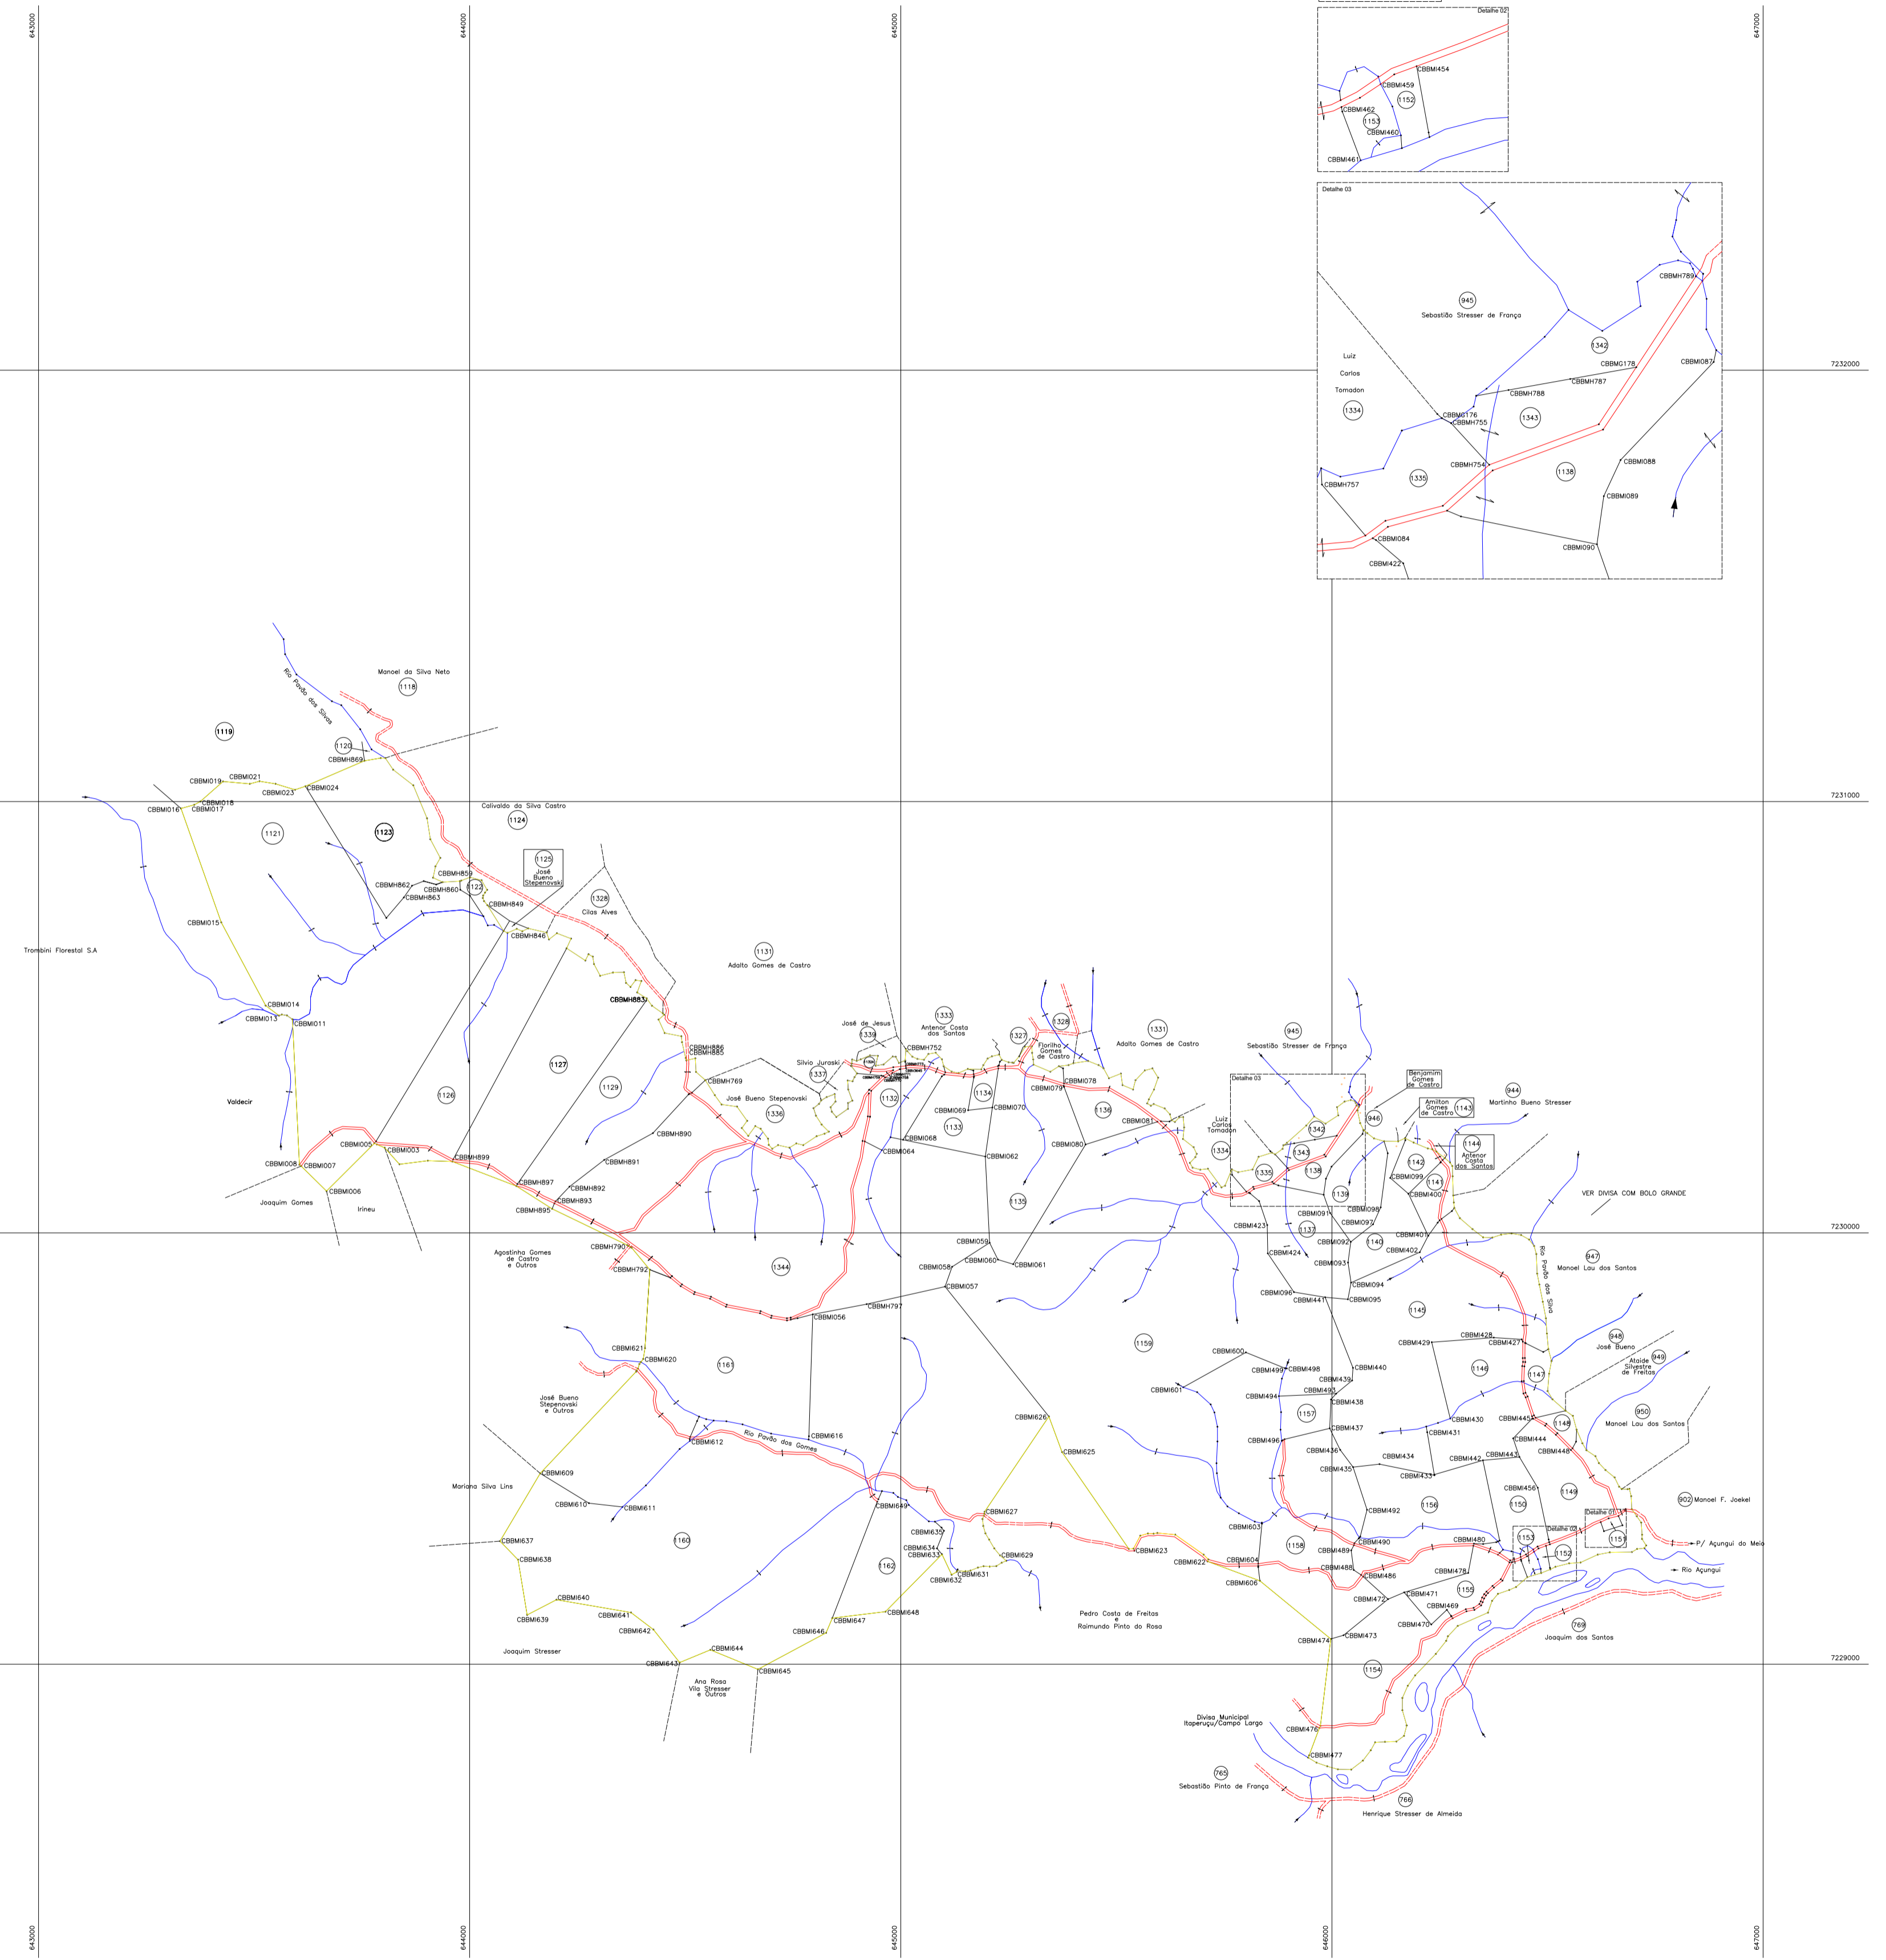 643000
644000
645000
647000
Detalhe 02
CBBMI454
CBBMI459
1152
CBBMI462
1153
CBBMI460
CBBMI461
Detalhe 03
CBBMH789
945
Sebastião Stresser de França
1342
Luiz
Carlos
Tomadon
1334
CBBMG178
CBBMI087
CBBMH787
CBBMH788
7232000
CBBMG176
CBBMH755
1343
CBBMH754
CBBMI088
1138
1335
CBBMH757
CBBMI089
CBBMI084
CBBMI090
CBBMI422
Manoel da Silva Neto
1118
Rio Pavão dos Silvas
1119
1120
CBBMH869
CBBMI019
CBBMI021
CBBMI023
CBBMI024
CBBMI018
CBBMI017
CBBMI016
7231000
Calivaldo da Silva Castro
1124
1121
1123
1125
José
Bueno
Stepenovski
CBBMH859
CBBMH862
CBBMH860
1122
CBBMH863
CBBMH849
1328
Cilas Alves
CBBMI015
CBBMH846
Trombini Florestal S.A
1131
Adalto Gomes de Castro
CBBMH883
CBBMI014
CBBMI013
CBBMI011
José de Jesus
1339
1333
Antenor Costa
dos Santos
1327
1328
Florilho
Gomes
de Castro
1331
Adalto Gomes de Castro
945
Sebastião Stresser de França
CBBMH886
CBBMH885
CBBMH752
Silvio Juraski
1337
1127
1129
CBBMH769
José Bueno Stepenovski
1336
1132
1134
CBBMI078
CBBMI079
Detalhe 03
Benjamim
Gomes
de Castro
944
Martinho Bueno Stresser
Valdecir
1126
CBBMI069
CBBMI070
1136
CBBMI081
Luiz
Carlos
Tomadon
1342
946
Amilton
Gomes
de Castro
1143
1133
CBBMH890
CBBMI068
CBBMI064
CBBMI080
1334
1343
1144
Antenor
Costa
dos Santos
CBBMI005
CBBMI003
CBBMI062
CBBMH899
CBBMH891
CBBMI008
CBBMI007
1335
1138
1142
CBBMI099
1141
CBBMI006
CBBMH897
CBBMH892
CBBMH893
CBBMH895
Joaquim Gomes
Irineu
1135
1139
CBBMI400
VER DIVISA COM BOLO GRANDE
CBBMI423
CBBMI091
CBBMI098
CBBMI097
1137
7230000
CBBMH790
CBBMI059
CBBMI092
1140
CBBMI401
CBBMI402
Agostinha Gomes
de Castro
e Outros
CBBMI424
CBBMI060
CBBMI061
CBBMI093
947
Manoel Lau dos Santos
CBBMH792
1344
CBBMI058
CBBMI057
CBBMI094
Rio Pavão do Silva
CBBMI096
CBBMI441
CBBMI095
CBBMH797
CBBMI056
1145
1159
CBBMI429
CBBMI428
CBBMI427
948
José Bueno
CBBMI621
CBBMI620
1161
CBBMI600
CBBMI499
CBBMI498
CBBMI440
1146
1147
Ataide
Silvestre
de Freitas
949
CBBMI601
CBBMI494
CBBMI493
CBBMI439
CBBMI438
José Bueno
Stepenovski
e Outros
1157
950
Manoel Lau dos Santos
CBBMI626
CBBMI430
CBBMI445
1148
CBBMI612
CBBMI616
Rio Pavão dos Gomes
CBBMI625
CBBMI496
CBBMI437
CBBMI431
CBBMI444
CBBMI436
CBBMI448
CBBMI609
CBBMI435
CBBMI434
CBBMI433
CBBMI442
CBBMI443
Mariana Silva Lins
CBBMI610
CBBMI611
CBBMI649
CBBMI627
CBBMI492
1156
1150
CBBMI456
1149
902
Manoel F. Joekel
CBBMI603
Detalhe 01
1151
CBBMI637
CBBMI638
1160
CBBMI635
CBBMI634
CBBMI633
CBBMI629
CBBMI623
1158
CBBMI490
CBBMI489
CBBMI480
1153
Detalhe 02
1152
P/ Açungui do Meio
1162
CBBMI632
CBBMI631
CBBMI622
CBBMI604
CBBMI606
CBBMI488
CBBMI486
CBBMI478
Rio Açungui
1155
CBBMI640
CBBMI639
CBBMI641
CBBMI642
CBBMI648
CBBMI647
CBBMI646
CBBMI472
CBBMI471
CBBMI469
CBBMI470
Pedro Costa de Freitas
e
Raimundo Pinto do Rosa
CBBMI474
CBBMI473
769
Joaquim dos Santos
Joaquim Stresser
CBBMI644
CBBMI643
CBBMI645
1154
7229000
Ana Rosa
Vila Stresser
e Outros
Divisa Municipal
Itaperuçu/Campo Largo
CBBMI476
CBBMI477
765
Sebastião Pinto de França
766
Henrique Stresser de Almeida
643000
644000
645000
646000
647000